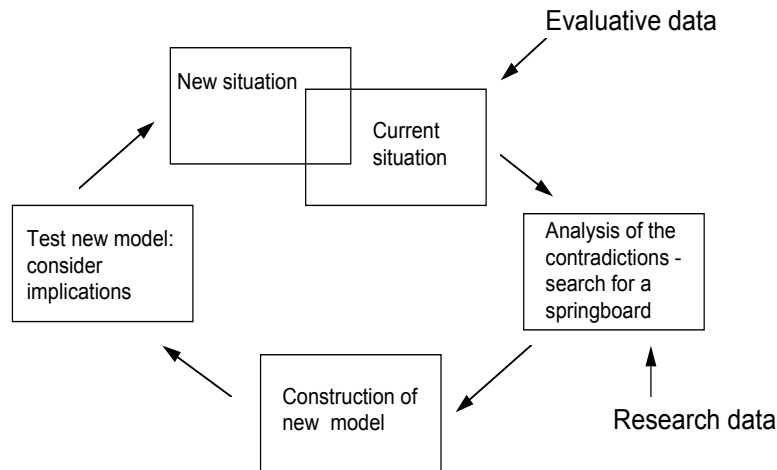 Evaluative data
New situation
Current
situation
Analysis of the
contradictions -
search for a
springboard
Test new model:
consider
implications
Construction of
new model
Research data